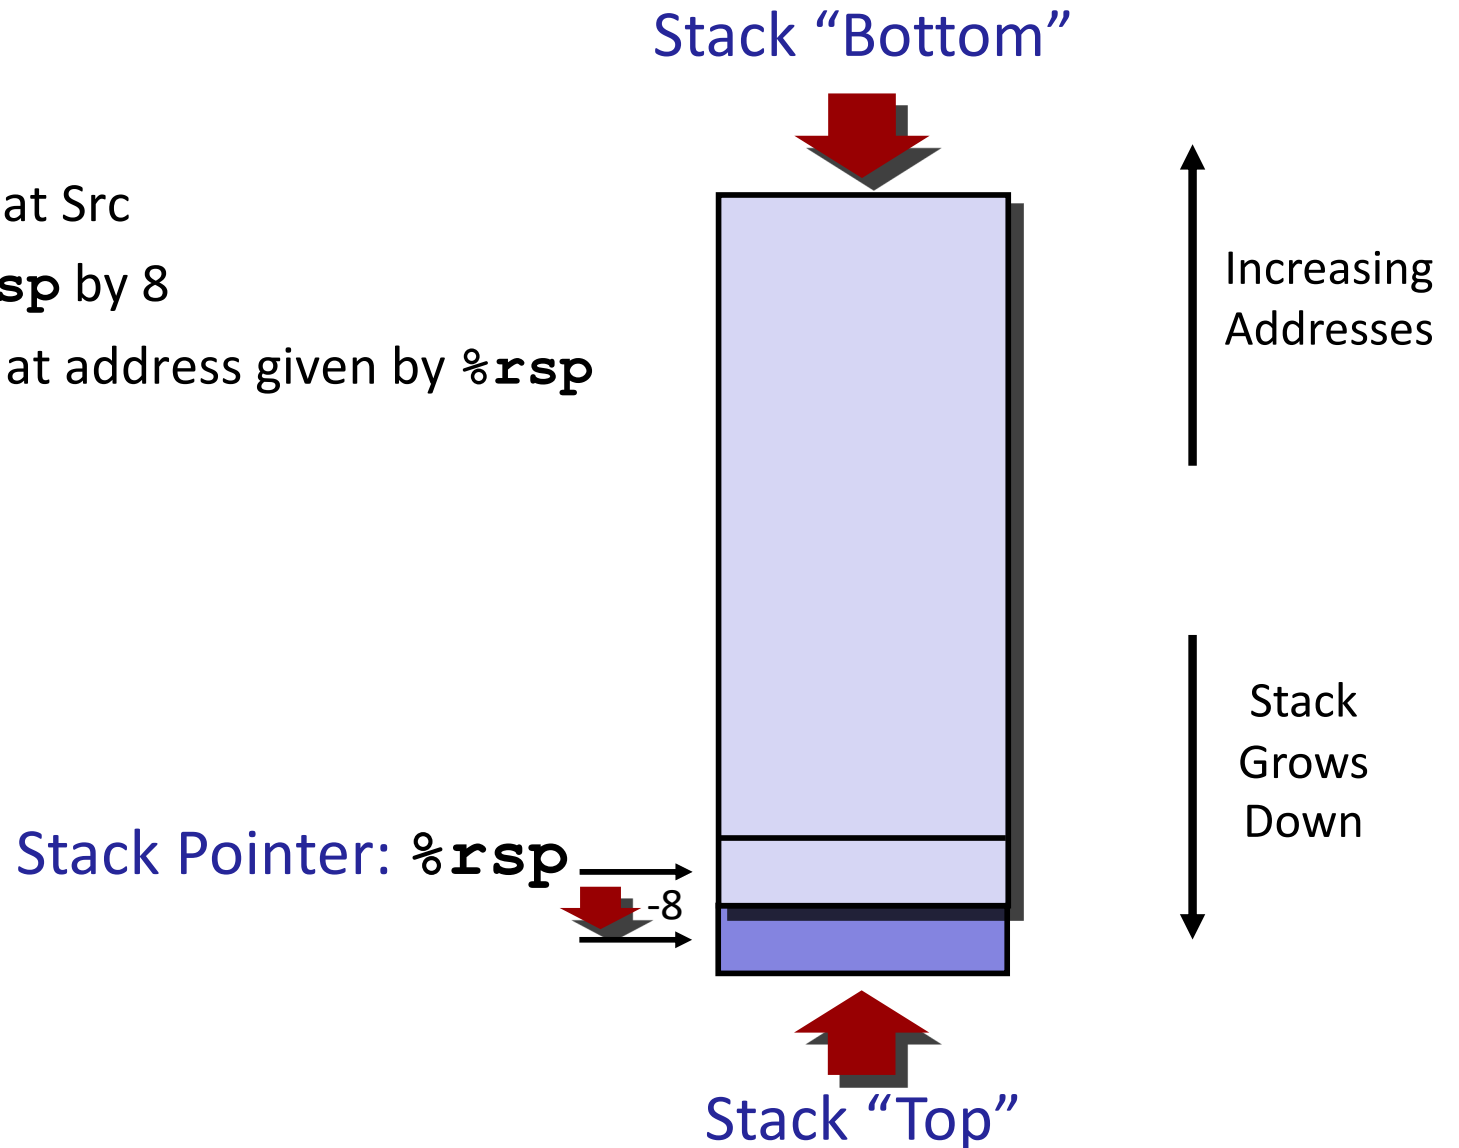 Stack “Bottom”
at Src
sp by 8
at address given by %rsp
Increasing
Addresses
Stack
Grows
Down
Stack Pointer: %rsp
-8
Stack “Top”